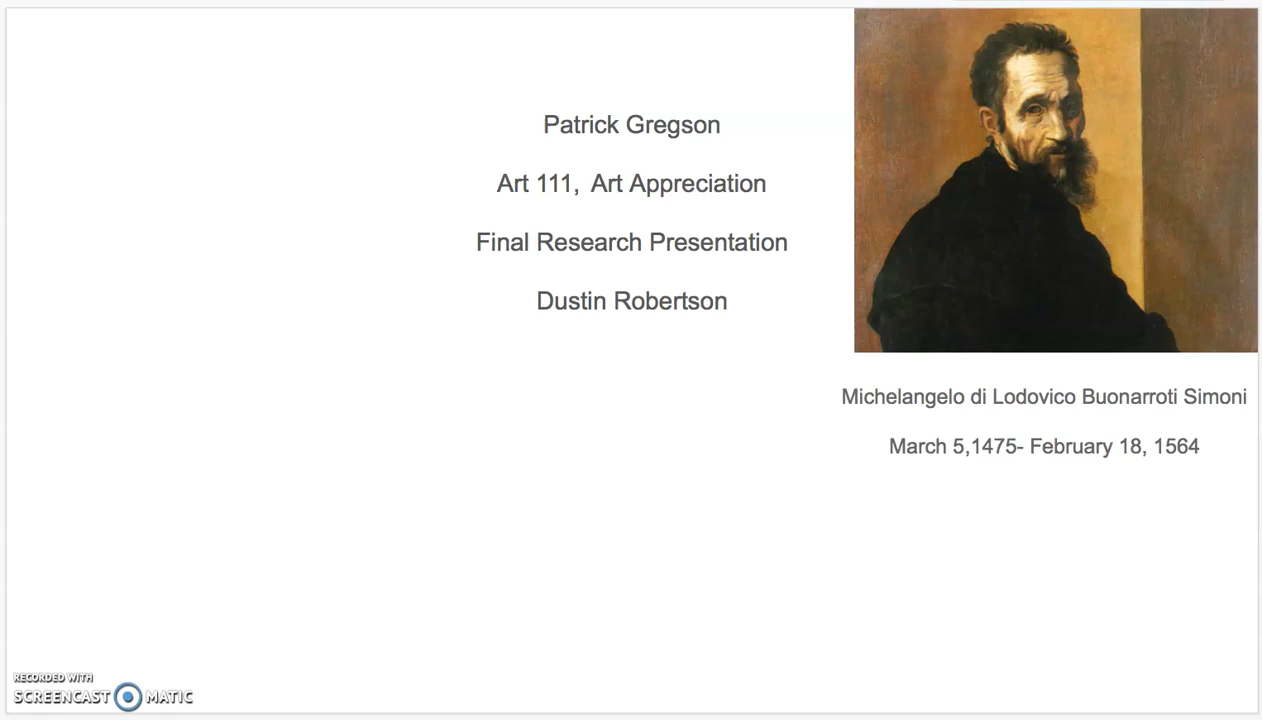 Patrick Gregson
Art 111, Art Appreciation
Final Research Presentation
Dustin Robertson
Michelangelo di Lodovico Buonarroti Simoni
March 5,1475- February 18, 1564
RECORDED WITH
SCREENCAST MATIC